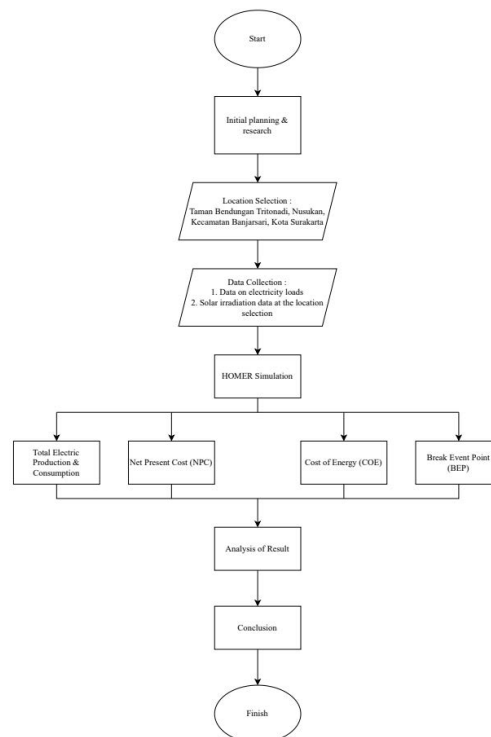 Start
Initial planning &
research
Location Selection :
Taman Bendungan Tritonadi, Nusukan,
Kecamatan Banjarsari, Kota Surakarta
Data Collection :
1. Data on electricity loads
2. Solar irradiation data at the location
selection
HOMER Simulation
Total Electric
Production &
Consumption
Net Present Cost (NPC)
Cost of Energy (COE)
Break Event Point
(BEP)
Analysis of Result
Conclusion
Finish